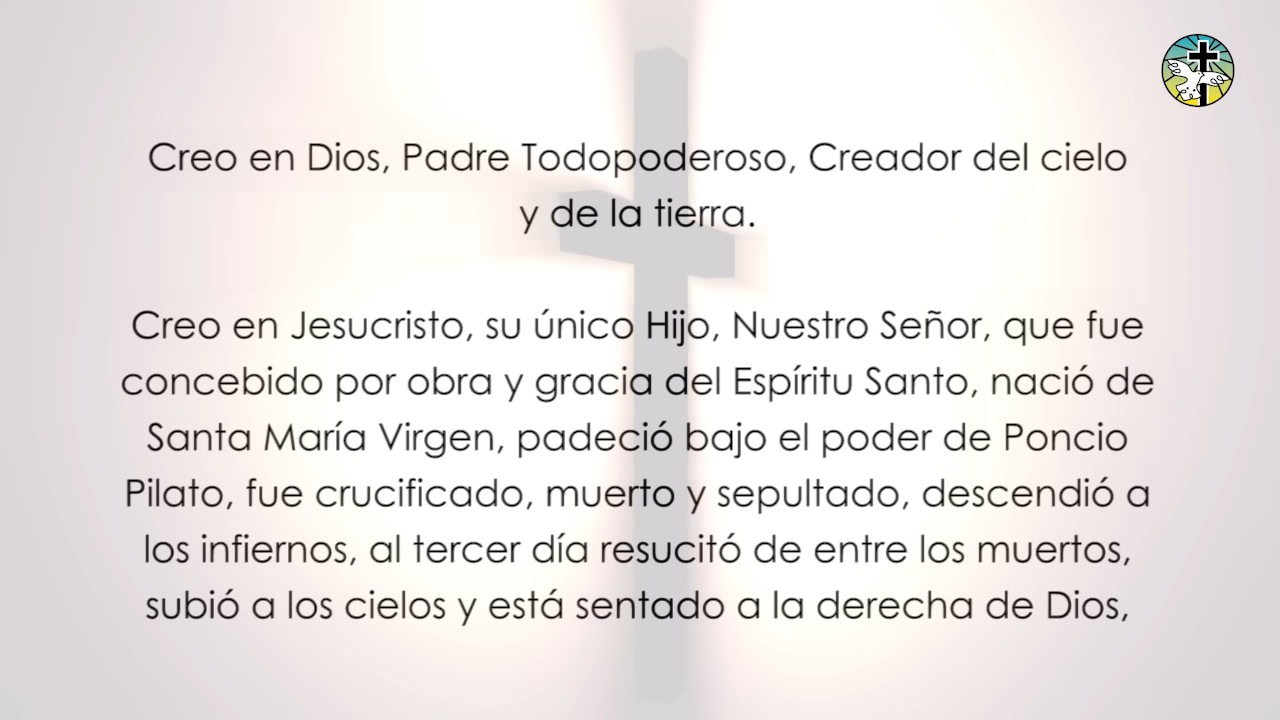 Creo en Dios, Padre Todopoderoso, Creador del cielo
y de la tierra.
Creo en Jesucristo, su único Hijo, Nuestro Señor, que fue
concebido por obra y gracia del Espíritu Santo, nació de
Santa María Virgen, padeció bajo el poder de Poncio
Pilato, fue crucificado, muerto y sepultado, descendió a
los infiernos, al tercer día resucitó de entre los muertos,
subió a los cielos y está sentado a la derecha de Dios,